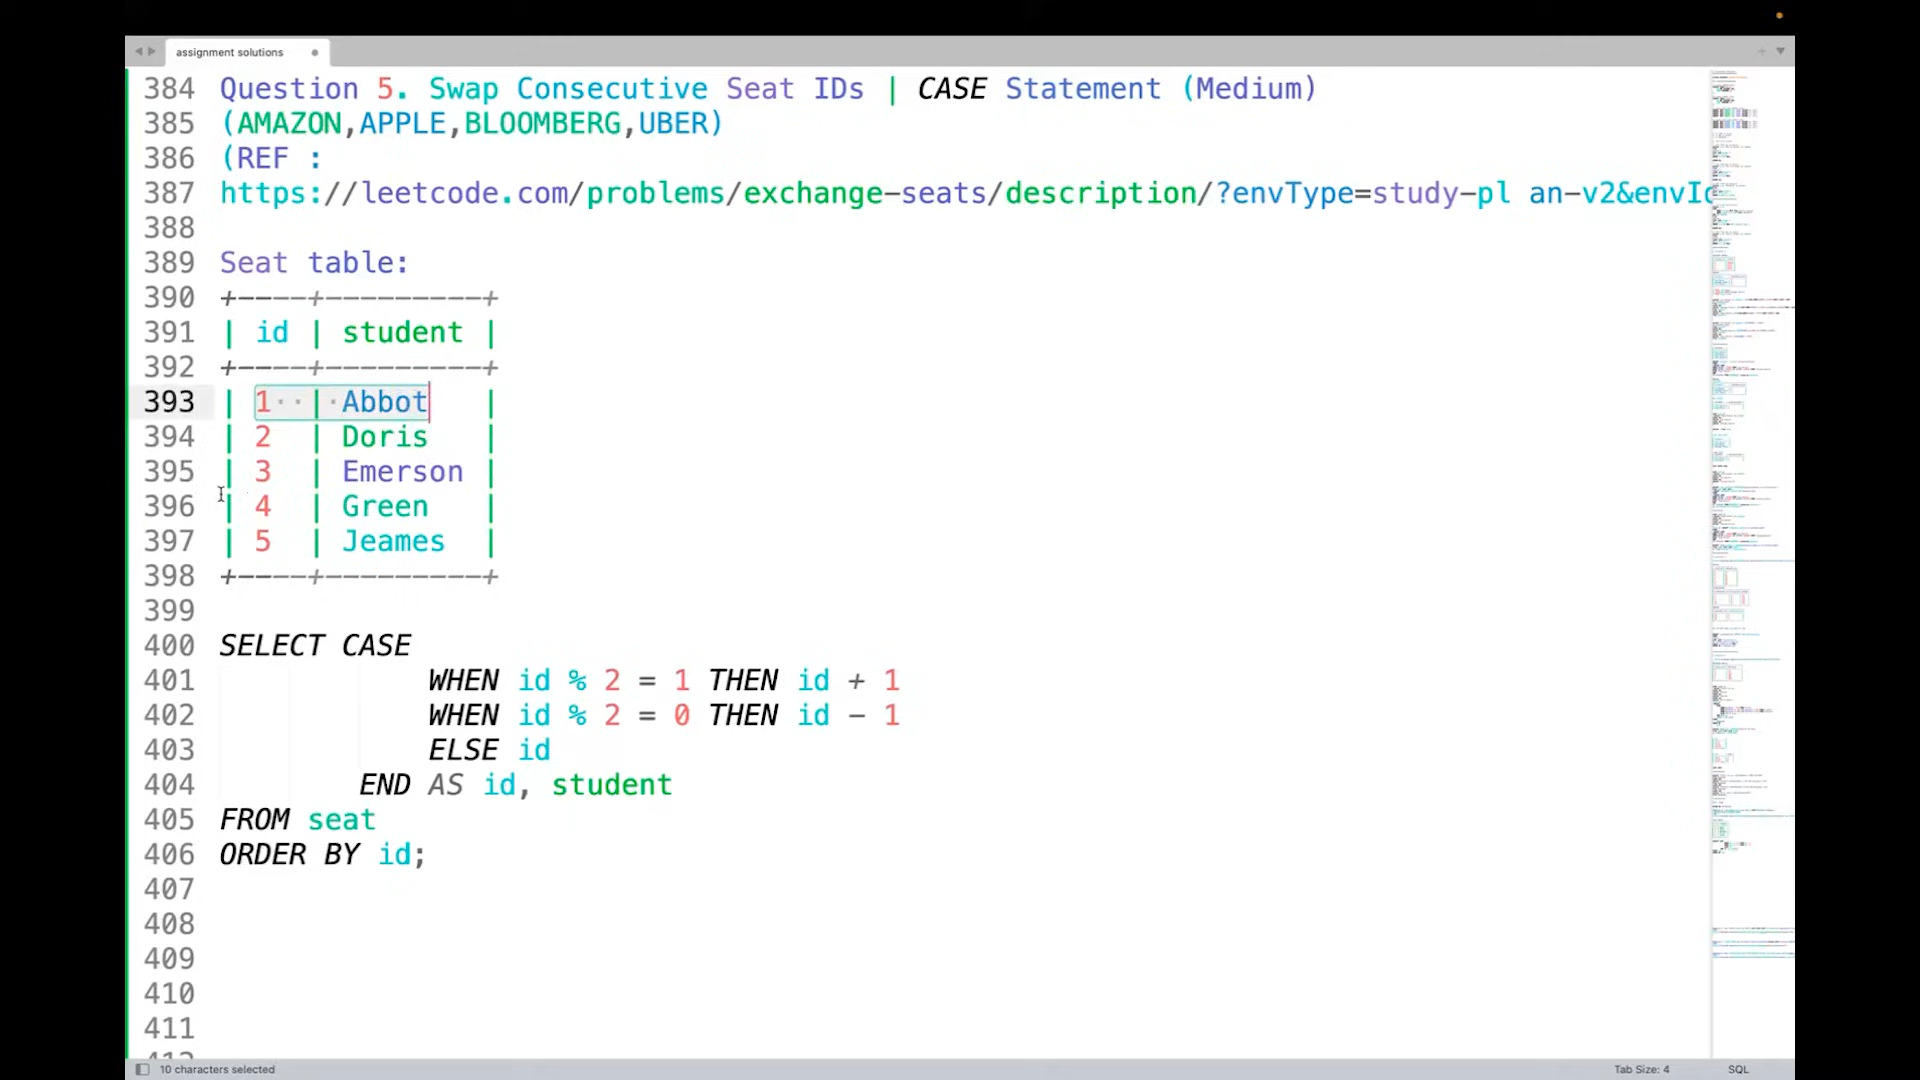 assignment solutions
384 Question 5. Swap Consecutive Seat IDs | CASE Statement (Medium)
385 (AMAZON,APPLE,BLOOMBERG,UBER)
386 (REF :
387 https://leetcode.com/problems/exchange-seats/description/?envType=study-pl an-v2&envId
388
389 Seat table:
390 +----+---------+
391 | id | student |
392 +----+---------+
393 | 1  | Abbot   |
394 | 2  | Doris   |
395 | 3  | Emerson |
396 | 4  | Green   |
397 | 5  | Jeames  |
398 +----+---------+
399
400 SELECT CASE
401             WHEN id % 2 = 1 THEN id + 1
402             WHEN id % 2 = 0 THEN id - 1
403             ELSE id
404         END AS id, student
405 FROM seat
406 ORDER BY id;
407
408
409
410
411
10 characters selected Tab Size: 4 SQL